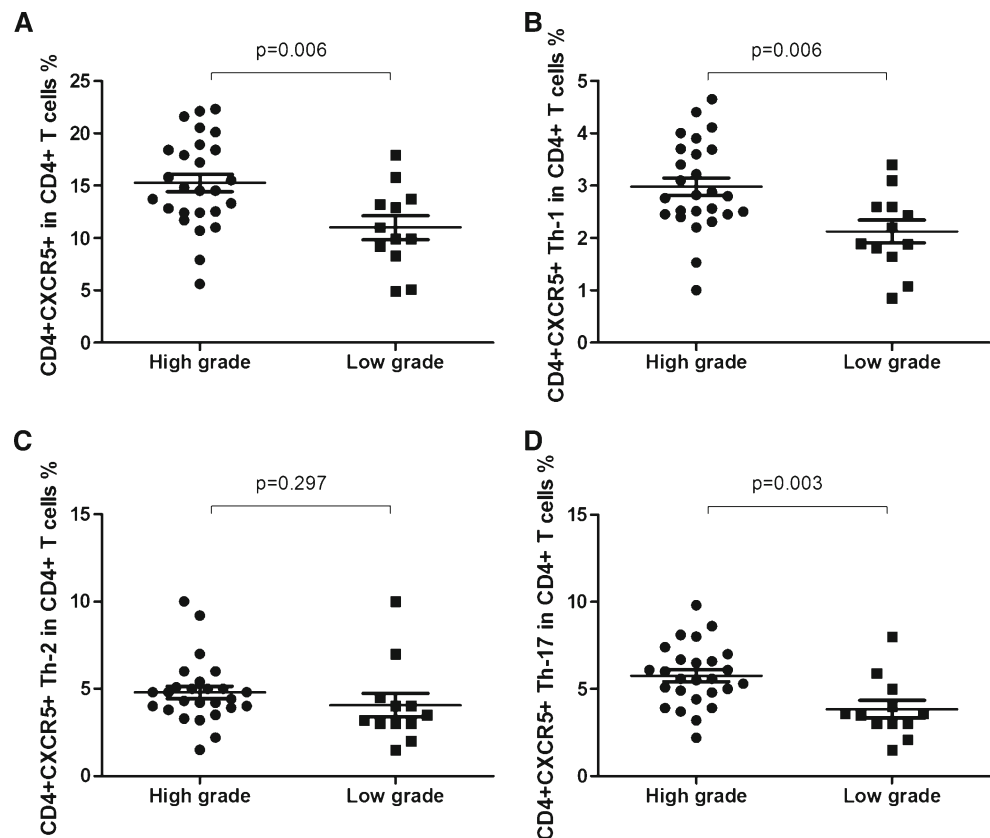 A
p=0.006
CD4+CXCR5+ in CD4+ T cells %
25
20
15
10
5
0
High grade
Low grade
B
p=0.006
CD4+CXCR5+ Th-1 in CD4+ T cells %
5
4
3
2
1
0
High grade
Low grade
C
p=0.297
CD4+CXCR5+ Th-2 in CD4+ T cells %
15
10
5
0
High grade
Low grade
D
p=0.003
CD4+CXCR5+ Th-17 in CD4+ T cells %
15
10
5
0
High grade
Low grade